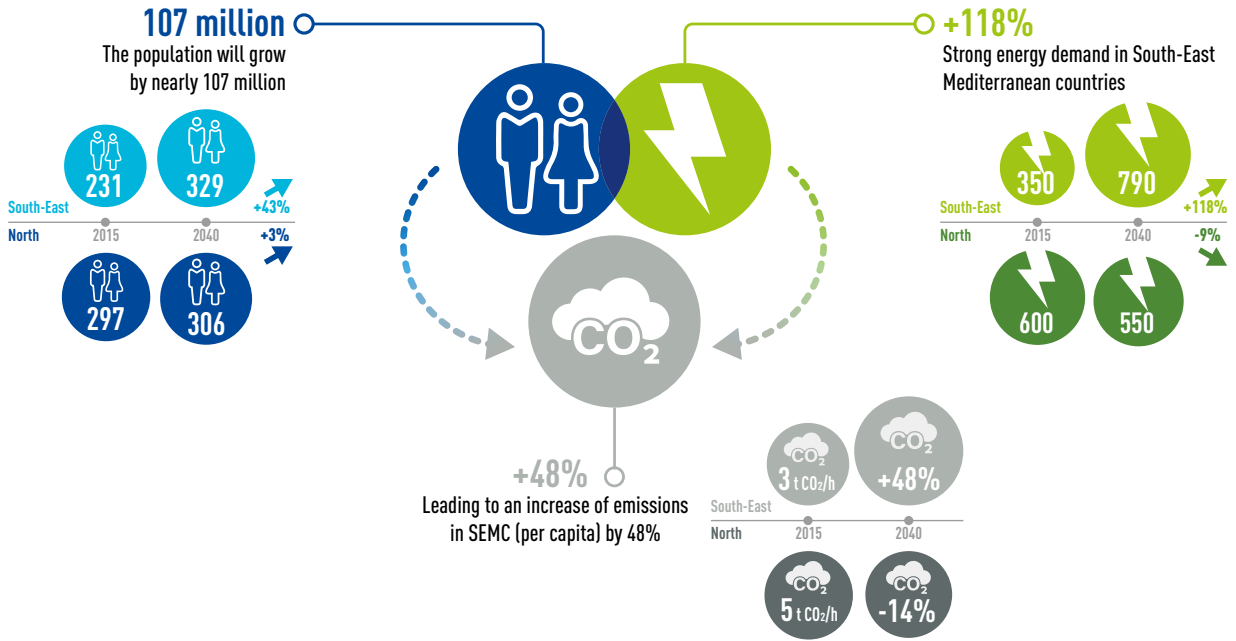 107 million
The population will grow
by nearly 107 million
231
329
South-East
+43%
North
2015
2040
+3%
297
306
+118%
Strong energy demand in South-East
Mediterranean countries
350
790
South-East
+118%
North
2015
2040
-9%
600
550
CO₂
+48%
Leading to an increase of emissions
in SEMC (per capita) by 48%
CO₂
3 t CO₂/h
CO₂
+48%
South-East
North
2015
2040
CO₂
5 t CO₂/h
CO₂
-14%